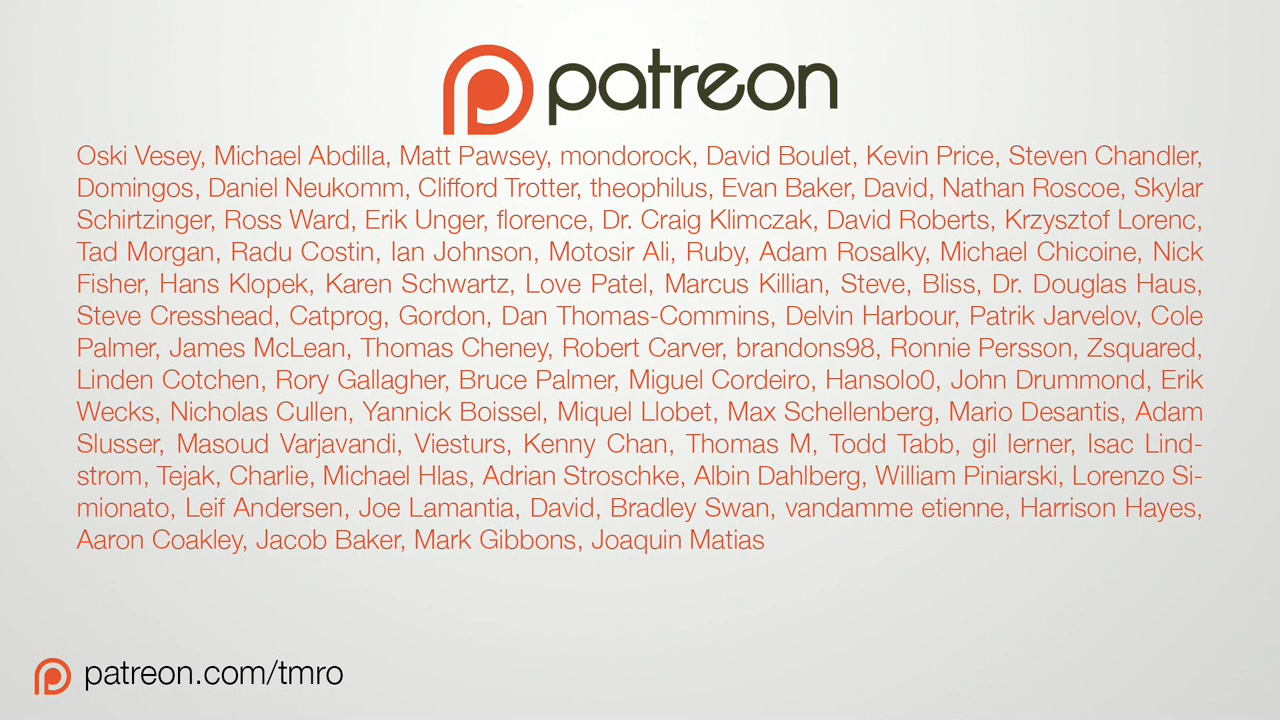 patreon
Oski Vesey, Michael Abdilla, Matt Pawsey, mondorock, David Boulet, Kevin Price, Steven Chandler,
Domingos, Daniel Neukomm, Clifford Trotter, theophilus, Evan Baker, David, Nathan Roscoe, Skylar
Schirtzinger, Ross Ward, Erik Unger, florence, Dr. Craig Klimczak, David Roberts, Krzysztof Lorenc,
Tad Morgan, Radu Costin, Ian Johnson, Motosir Ali, Ruby, Adam Rosalky, Michael Chicoine, Nick
Fisher, Hans Klopek, Karen Schwartz, Love Patel, Marcus Killian, Steve, Bliss, Dr. Douglas Haus,
Steve Cresshead, Catprog, Gordon, Dan Thomas-Commins, Delvin Harbour, Patrik Jarvelov, Cole
Palmer, James McLean, Thomas Cheney, Robert Carver, brandons98, Ronnie Persson, Zsquared,
Linden Cotchen, Rory Gallagher, Bruce Palmer, Miguel Cordeiro, Hansolo0, John Drummond, Erik
Wecks, Nicholas Cullen, Yannick Boissel, Miquel Llobet, Max Schellenberg, Mario Desantis, Adam
Slusser, Masoud Varjavandi, Viesturs, Kenny Chan, Thomas M, Todd Tabb, gil lerner, Isac Lind-
strom, Tejak, Charlie, Michael Hlas, Adrian Stroschke, Albin Dahlberg, William Piniarski, Lorenzo Si-
mionato, Leif Andersen, Joe Lamantia, David, Bradley Swan, vandamme etienne, Harrison Hayes,
Aaron Coakley, Jacob Baker, Mark Gibbons, Joaquin Matias
patreon.com/tmro